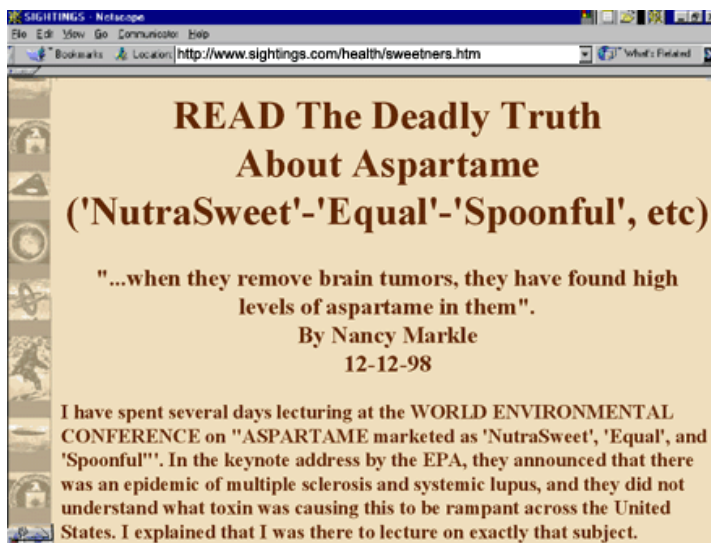 SIGHTINGS - Netscape
File Edit View Go Communicator Help
Bookmarks Location: http://www.sightings.com/health/sweetners.htm What's Related
READ The Deadly Truth
About Aspartame
('NutraSweet'-'Equal'-'Spoonful', etc)
"...when they remove brain tumors, they have found high
levels of aspartame in them".
By Nancy Markle
12-12-98
I have spent several days lecturing at the WORLD ENVIRONMENTAL
CONFERENCE on "ASPARTAME marketed as 'NutraSweet', 'Equal', and
'Spoonful"'. In the keynote address by the EPA, they announced that there
was an epidemic of multiple sclerosis and systemic lupus, and they did not
understand what toxin was causing this to be rampant across the United
States. I explained that I was there to lecture on exactly that subject.